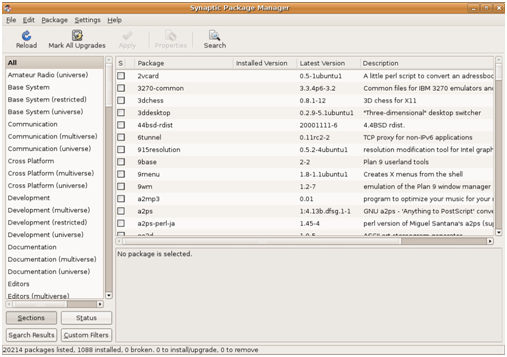 Synaptic Package Manager
File Edit Package Settings Help
Reload Mark All Upgrades Apply Properties Search
All
Amateur Radio (universe)
Base System
Base System (restricted)
Base System (universe)
Communication
Communication (multiverse)
Communication (universe)
Cross Platform
Cross Platform (multiverse)
Cross Platform (universe)
Development
Development (multiverse)
Development (restricted)
Development (universe)
Documentation
Documentation (multiverse)
Documentation (universe)
Editors
Editors (multiverse)
Sections Status
Search Results Custom Filters
S Package Installed Version Latest Version Description
2vcard 0.5-1ubuntu1 A little perl script to convert an adressboo
3270-common 3.3.4p6-3.2 Common files for IBM 3270 emulators and
3dchess 0.8.1-12 3D chess for X11
3ddesktop 0.2.9-5.1ubuntu1 "Three-dimensional" desktop switcher
44bsd-rdist 20001111-6 4.4BSD rdist.
6tunnel 0.11rc2-2 TCP proxy for non-IPv6 applications
915resolution 0.5.2-4ubuntu1 resolution modification tool for Intel graph
9base 2-2 Plan 9 userland tools
9menu 1.8-1.1ubuntu1 Creates X menus from the shell
9wm 1.2-7 emulation of the Plan 9 window manager
a2mp3 0.01 program to optimize your music for your
a2ps 1:4.13b.dfsg.1-1 GNU a2ps - 'Anything to PostScript' conve
a2ps-perl-ja 1.45-4 perl version of Miguel Santana's a2ps (su
No package is selected.
20214 packages listed, 1088 installed, 0 broken. 0 to install/upgrade, 0 to remove